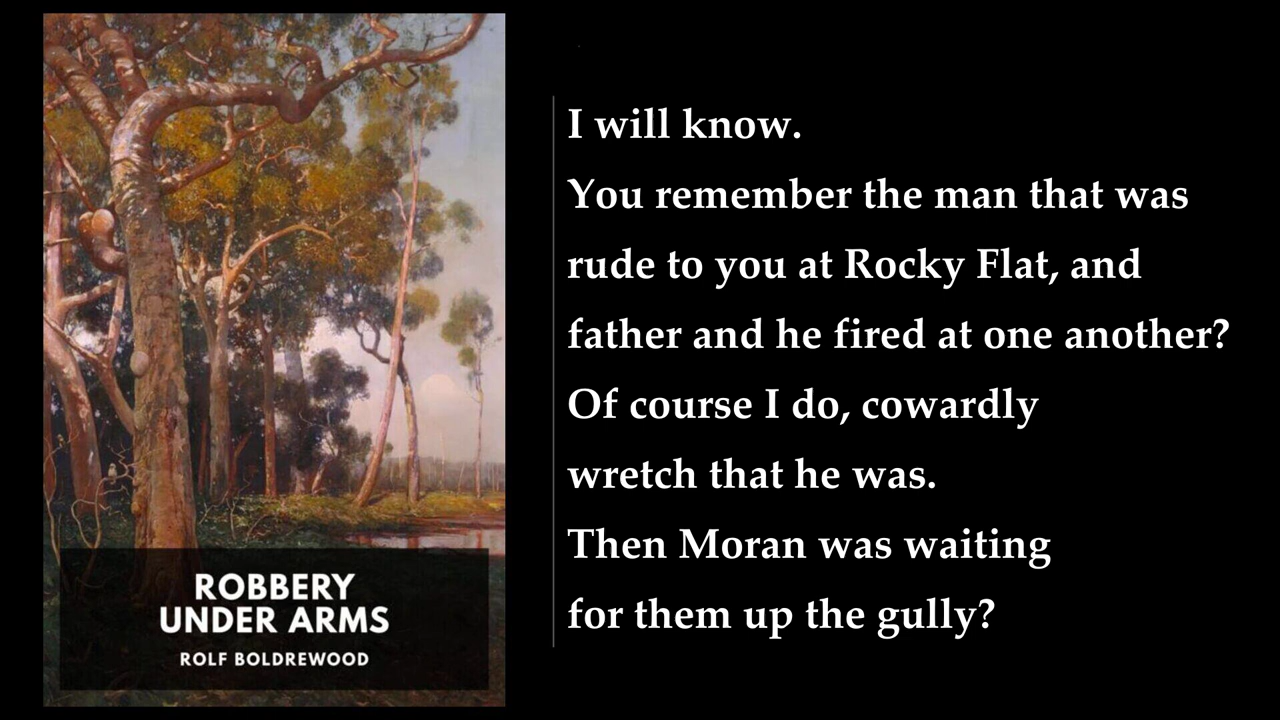 ROBBERY
UNDER ARMS
ROLF BOLDREWOOD
I will know.
You remember the man that was
rude to you at Rocky Flat, and
father and he fired at one another?
Of course I do, cowardly
wretch that he was.
Then Moran was waiting
for them up the gully?